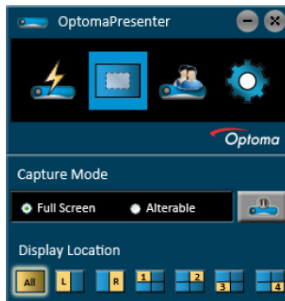 OptomaPresenter
Optoma
Capture Mode
Full Screen Alterable
Display Location
All L R 1 2 3 4